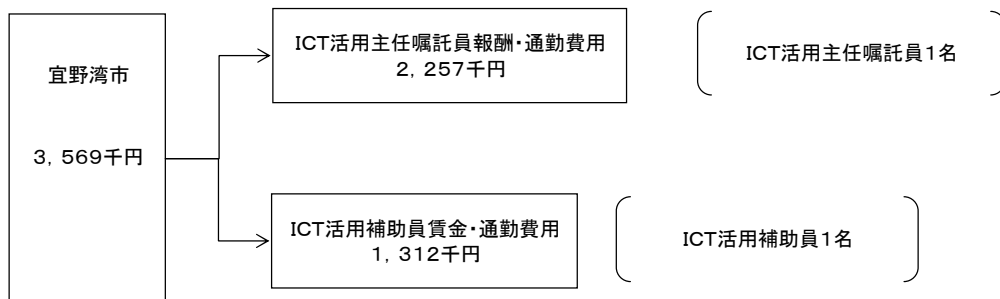 宜野湾市
3，569千円
ICT活用主任嘱託員報酬・通勤費用
2，257千円
ICT活用主任嘱託員1名
ICT活用補助員賃金・通勤費用
1，312千円
ICT活用補助員1名